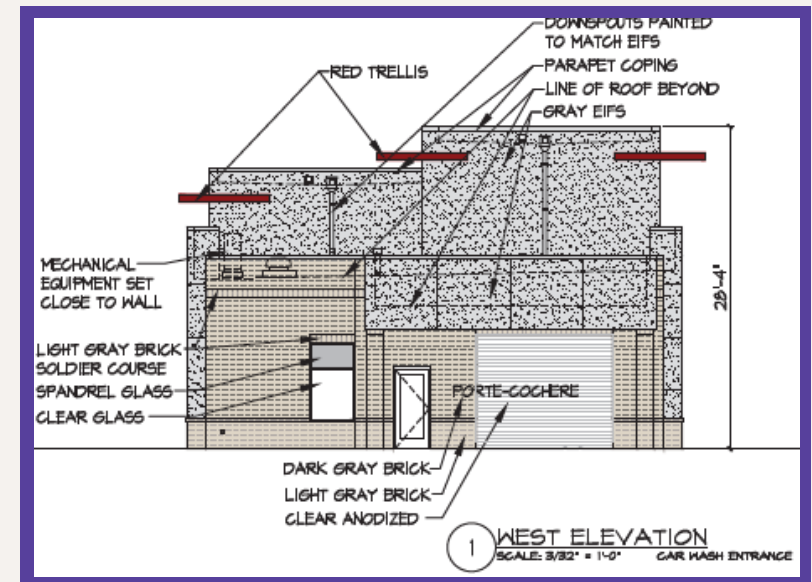 DOWNSPOUTS PAINTED
TO MATCH EIFS
PARAPET COPING
LINE OF ROOF BEYOND
GRAY EIFS
RED TRELLIS
MECHANICAL
EQUIPMENT SET
CLOSE TO WALL
28'-4"
LIGHT GRAY BRICK
SOLDIER COURSE
SPANDREL GLASS
CLEAR GLASS
PORTE-COCHERE
DARK GRAY BRICK
LIGHT GRAY BRICK
CLEAR ANODIZED
1 WEST ELEVATION
SCALE: 3/32" = 1'-0" CAR WASH ENTRANCE